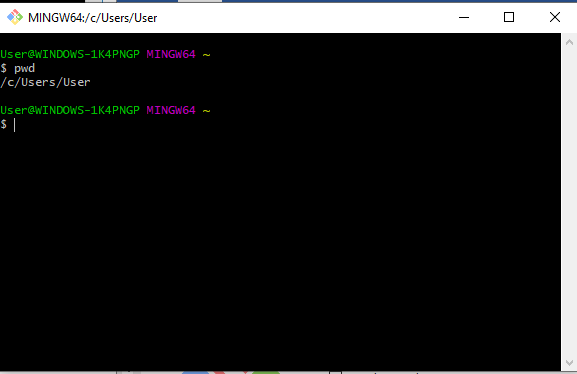 MINGW64:/c/Users/User
User@WINDOWS-1K4PNGP MINGW64 ~
$ pwd
/c/Users/User
User@WINDOWS-1K4PNGP MINGW64 ~
$